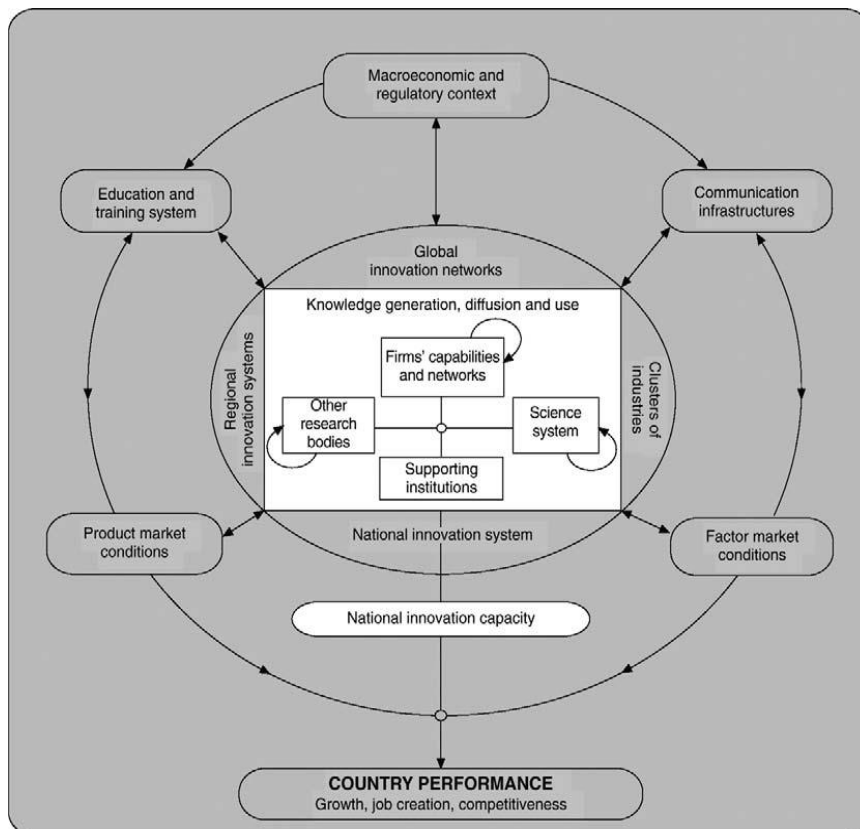 Macroeconomic and
regulatory context
Education and
training system
Communication
infrastructures
Global
innovation networks
Knowledge generation, diffusion and use
Regional
innovation systems
Firms' capabilities
and networks
Clusters of
industries
Other
research
bodies
Science
system
Supporting
institutions
Product market
conditions
National innovation system
Factor market
conditions
National innovation capacity
COUNTRY PERFORMANCE
Growth, job creation, competitiveness